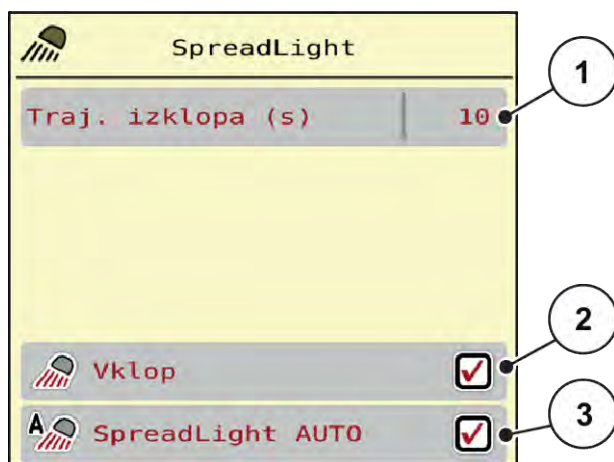 SpreadLight
1
Traj. izklopa (s) 10
2
Vklop
3
A
SpreadLight AUTO